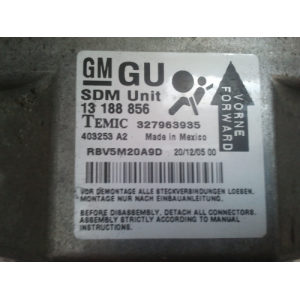 GM GU
SDM Unit
13 188 856
TEMIC 327963935
403253 A2 Made in Mexico
RBV5M20A9D 20/12/05 00
VORNE
FORWARD
VOR DEMONTAGE ALLE STECKVERBINDUNGEN LOESEN.
MONTAGE NUR NACH EINBAUANLEITUNG.
BEFORE DISASSEMBLY, DETACH ALL CONNECTORS.
ASSEMBLY STRICTLY ACCORDING TO MANUAL
INSTRUCTIONS.